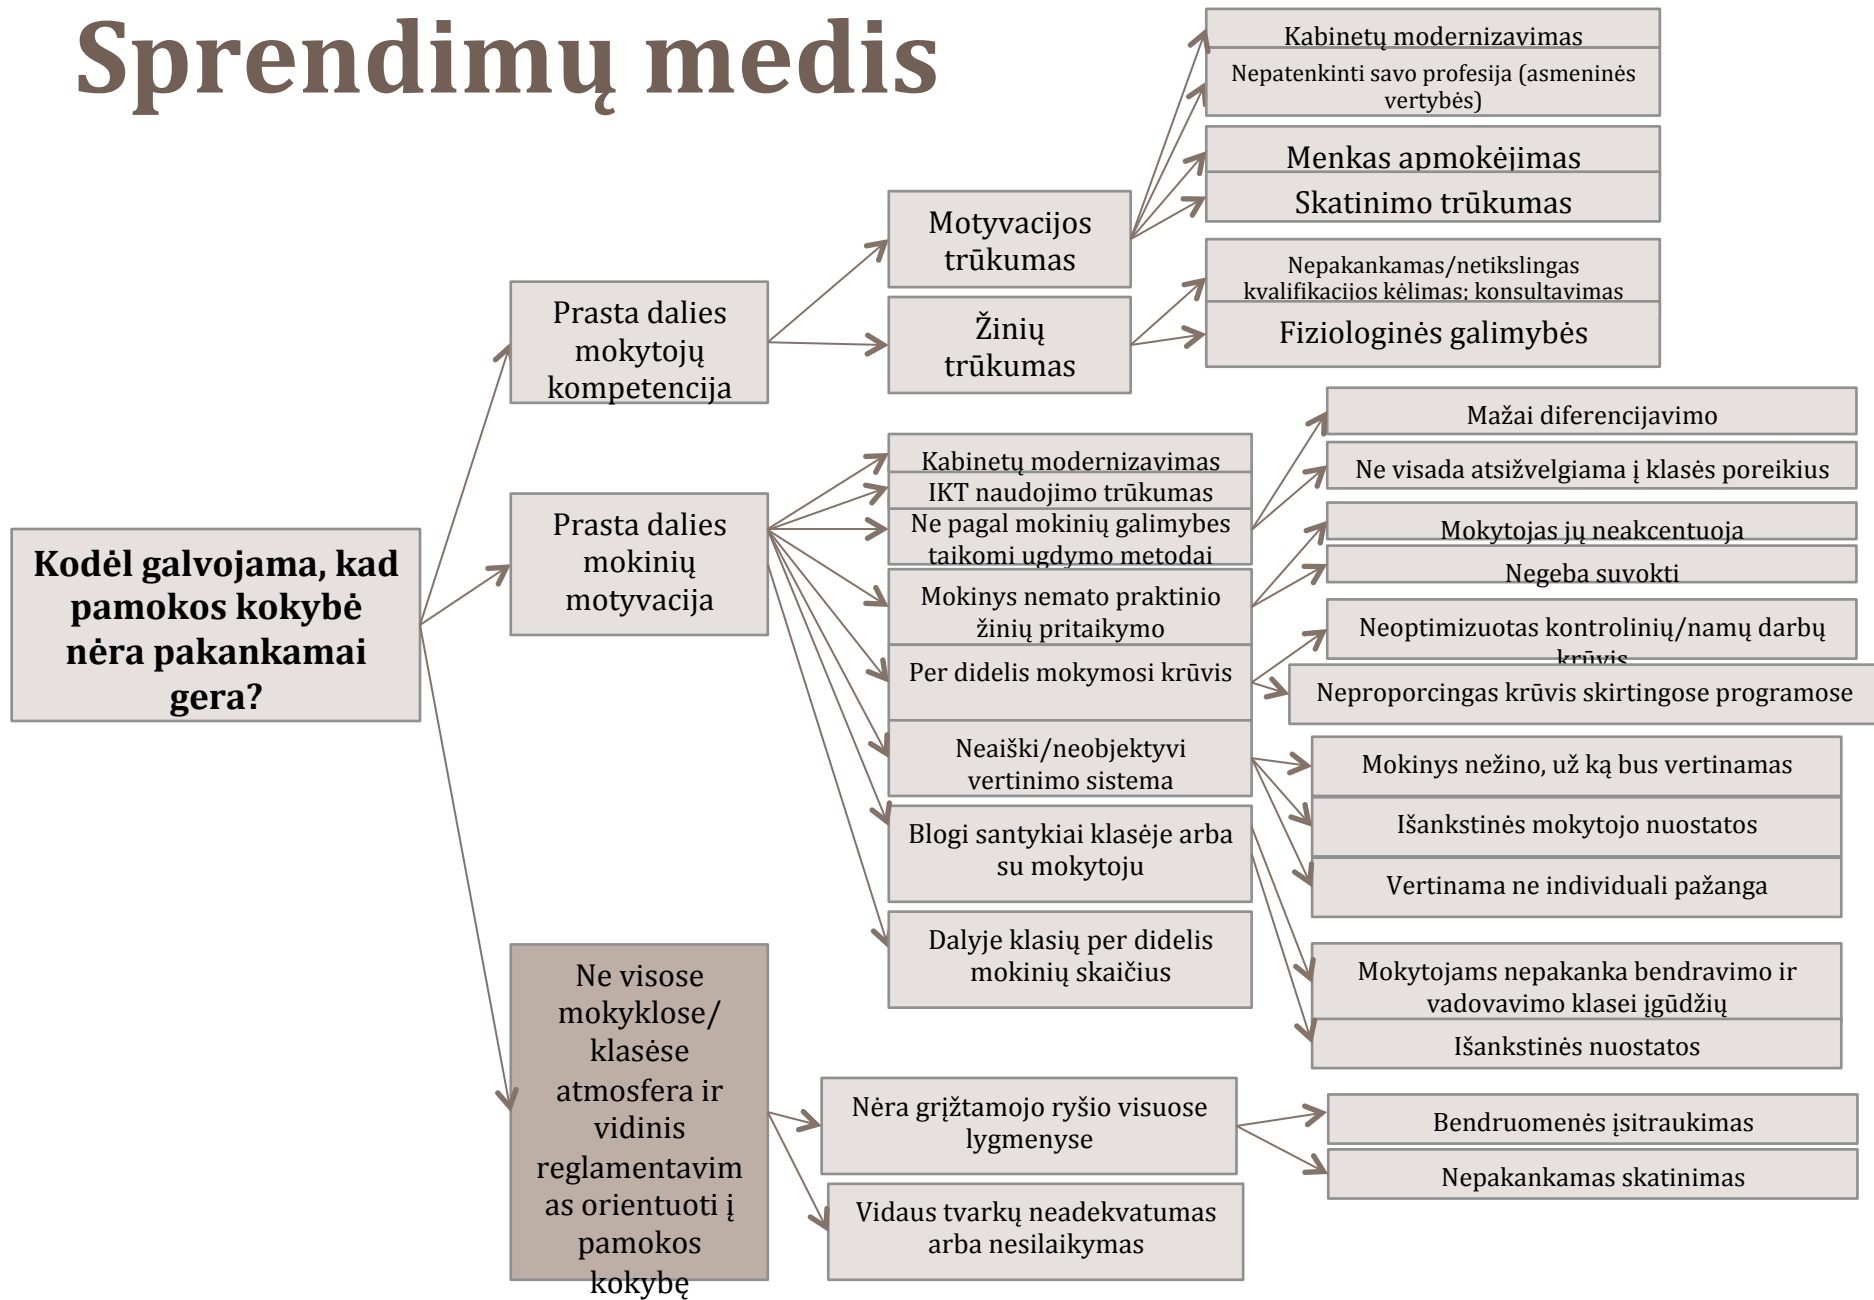 Sprendimų medis
Kabinetų modernizavimas
Nepatenkinti savo profesija (asmeninės
vertybės)
Menkas apmokėjimas
Skatinimo trūkumas
Motyvacijos
trūkumas
Nepakankamas/netikslingas
kvalifikacijos kėlimas; konsultavimas
Fiziologinės galimybės
Žinių
trūkumas
Prasta dalies
mokytojų
kompetencija
Mažai diferencijavimo
Ne visada atsižvelgiama į klasės poreikius
Kabinetų modernizavimas
IKT naudojimo trūkumas
Ne pagal mokinių galimybes
taikomi ugdymo metodai
Mokytojas jų neakcentuoja
Negeba suvokti
Prasta dalies
mokinių
motyvacija
Mokinys nemato praktinio
žinių pritaikymo
Kodėl galvojama, kad
pamokos kokybė
nėra pakankamai
gera?
Neoptimizuotas kontrolinių/namų darbų
krūvis
Per didelis mokymosi krūvis
Neproporcingas krūvis skirtingose programose
Neaiški/neobjektyvi
vertinimo sistema
Mokinys nežino, už ką bus vertinamas
Išankstinės mokytojo nuostatos
Vertinama ne individuali pažanga
Blogi santykiai klasėje arba
su mokytoju
Dalyje klasių per didelis
mokinių skaičius
Mokytojams nepakanka bendravimo ir
vadovavimo klasei įgūdžių
Išankstinės nuostatos
Ne visose
mokyklose/
klasėse
atmosfera ir
vidinis
reglamentavim
as orientuoti į
pamokos
kokybę
Nėra grįžtamojo ryšio visuose
lygmenyse
Bendruomenės įsitraukimas
Nepakankamas skatinimas
Vidaus tvarkų neadekvatumas
arba nesilaikymas